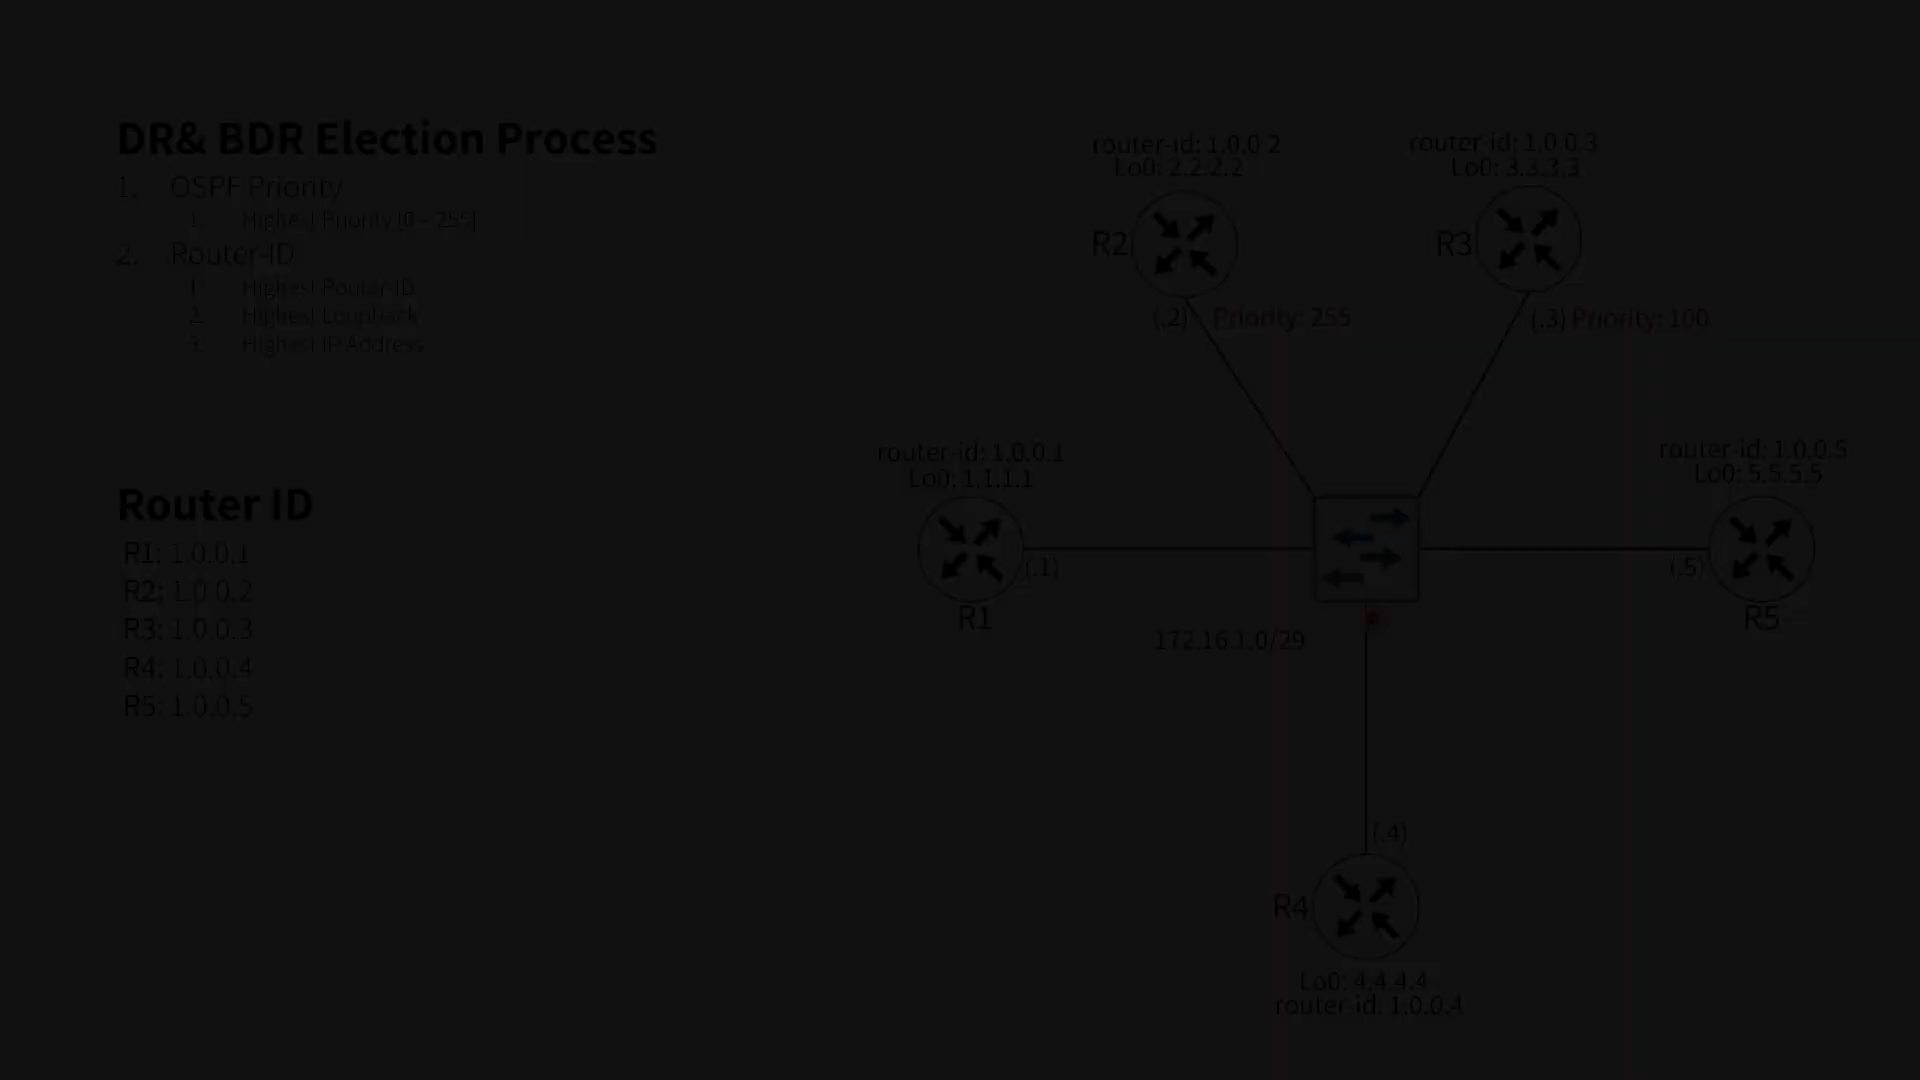 DR& BDR Election Process
1. OSPF Priority
1. Highest Priority [0 – 255]
2. Router-ID
1. Highest Router-ID
2. Highest Loopback
3. Highest IP Address
Router ID
R1: 1.0.0.1
R2: 1.0.0.2
R3: 1.0.0.3
R4: 1.0.0.4
R5: 1.0.0.5
router-id: 1.0.0.2
Lo0: 2.2.2.2
R2
(.2) Priority: 255
router-id: 1.0.0.3
Lo0: 3.3.3.3
R3
(.3) Priority: 100
router-id: 1.0.0.1
Lo0: 1.1.1.1
(.1)
R1
router-id: 1.0.0.5
Lo0: 5.5.5.5
(.5)
R5
172.16.1.0/29
(.4)
R4
Lo0: 4.4.4.4
router-id: 1.0.0.4